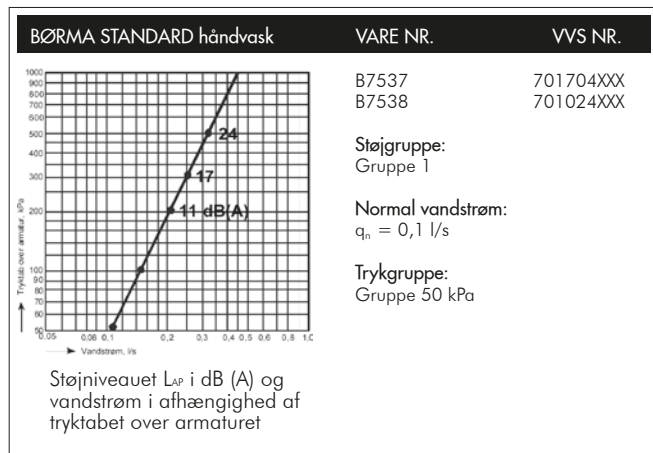 BØRMA STANDARD håndvask VARE NR. VVS NR.
B7537 701704XXX
B7538 701024XXX
Støjgruppe:
Gruppe 1
Normal vandstrøm:
qn = 0,1 l/s
Trykgruppe:
Gruppe 50 kPa
Tryktab over armatur, kPa
1000
900
800
700
600
500
400
300
200
100
90
80
70
60
50
24
17
11 dB(A)
0,05 0,08 0,1 0,2 0,3 0,4 0,5 0,6 0,8 1,0
Vandstrøm, l/s
Støjniveauet LAP i dB (A) og
vandstrøm i afhængighed af
tryktabet over armaturet